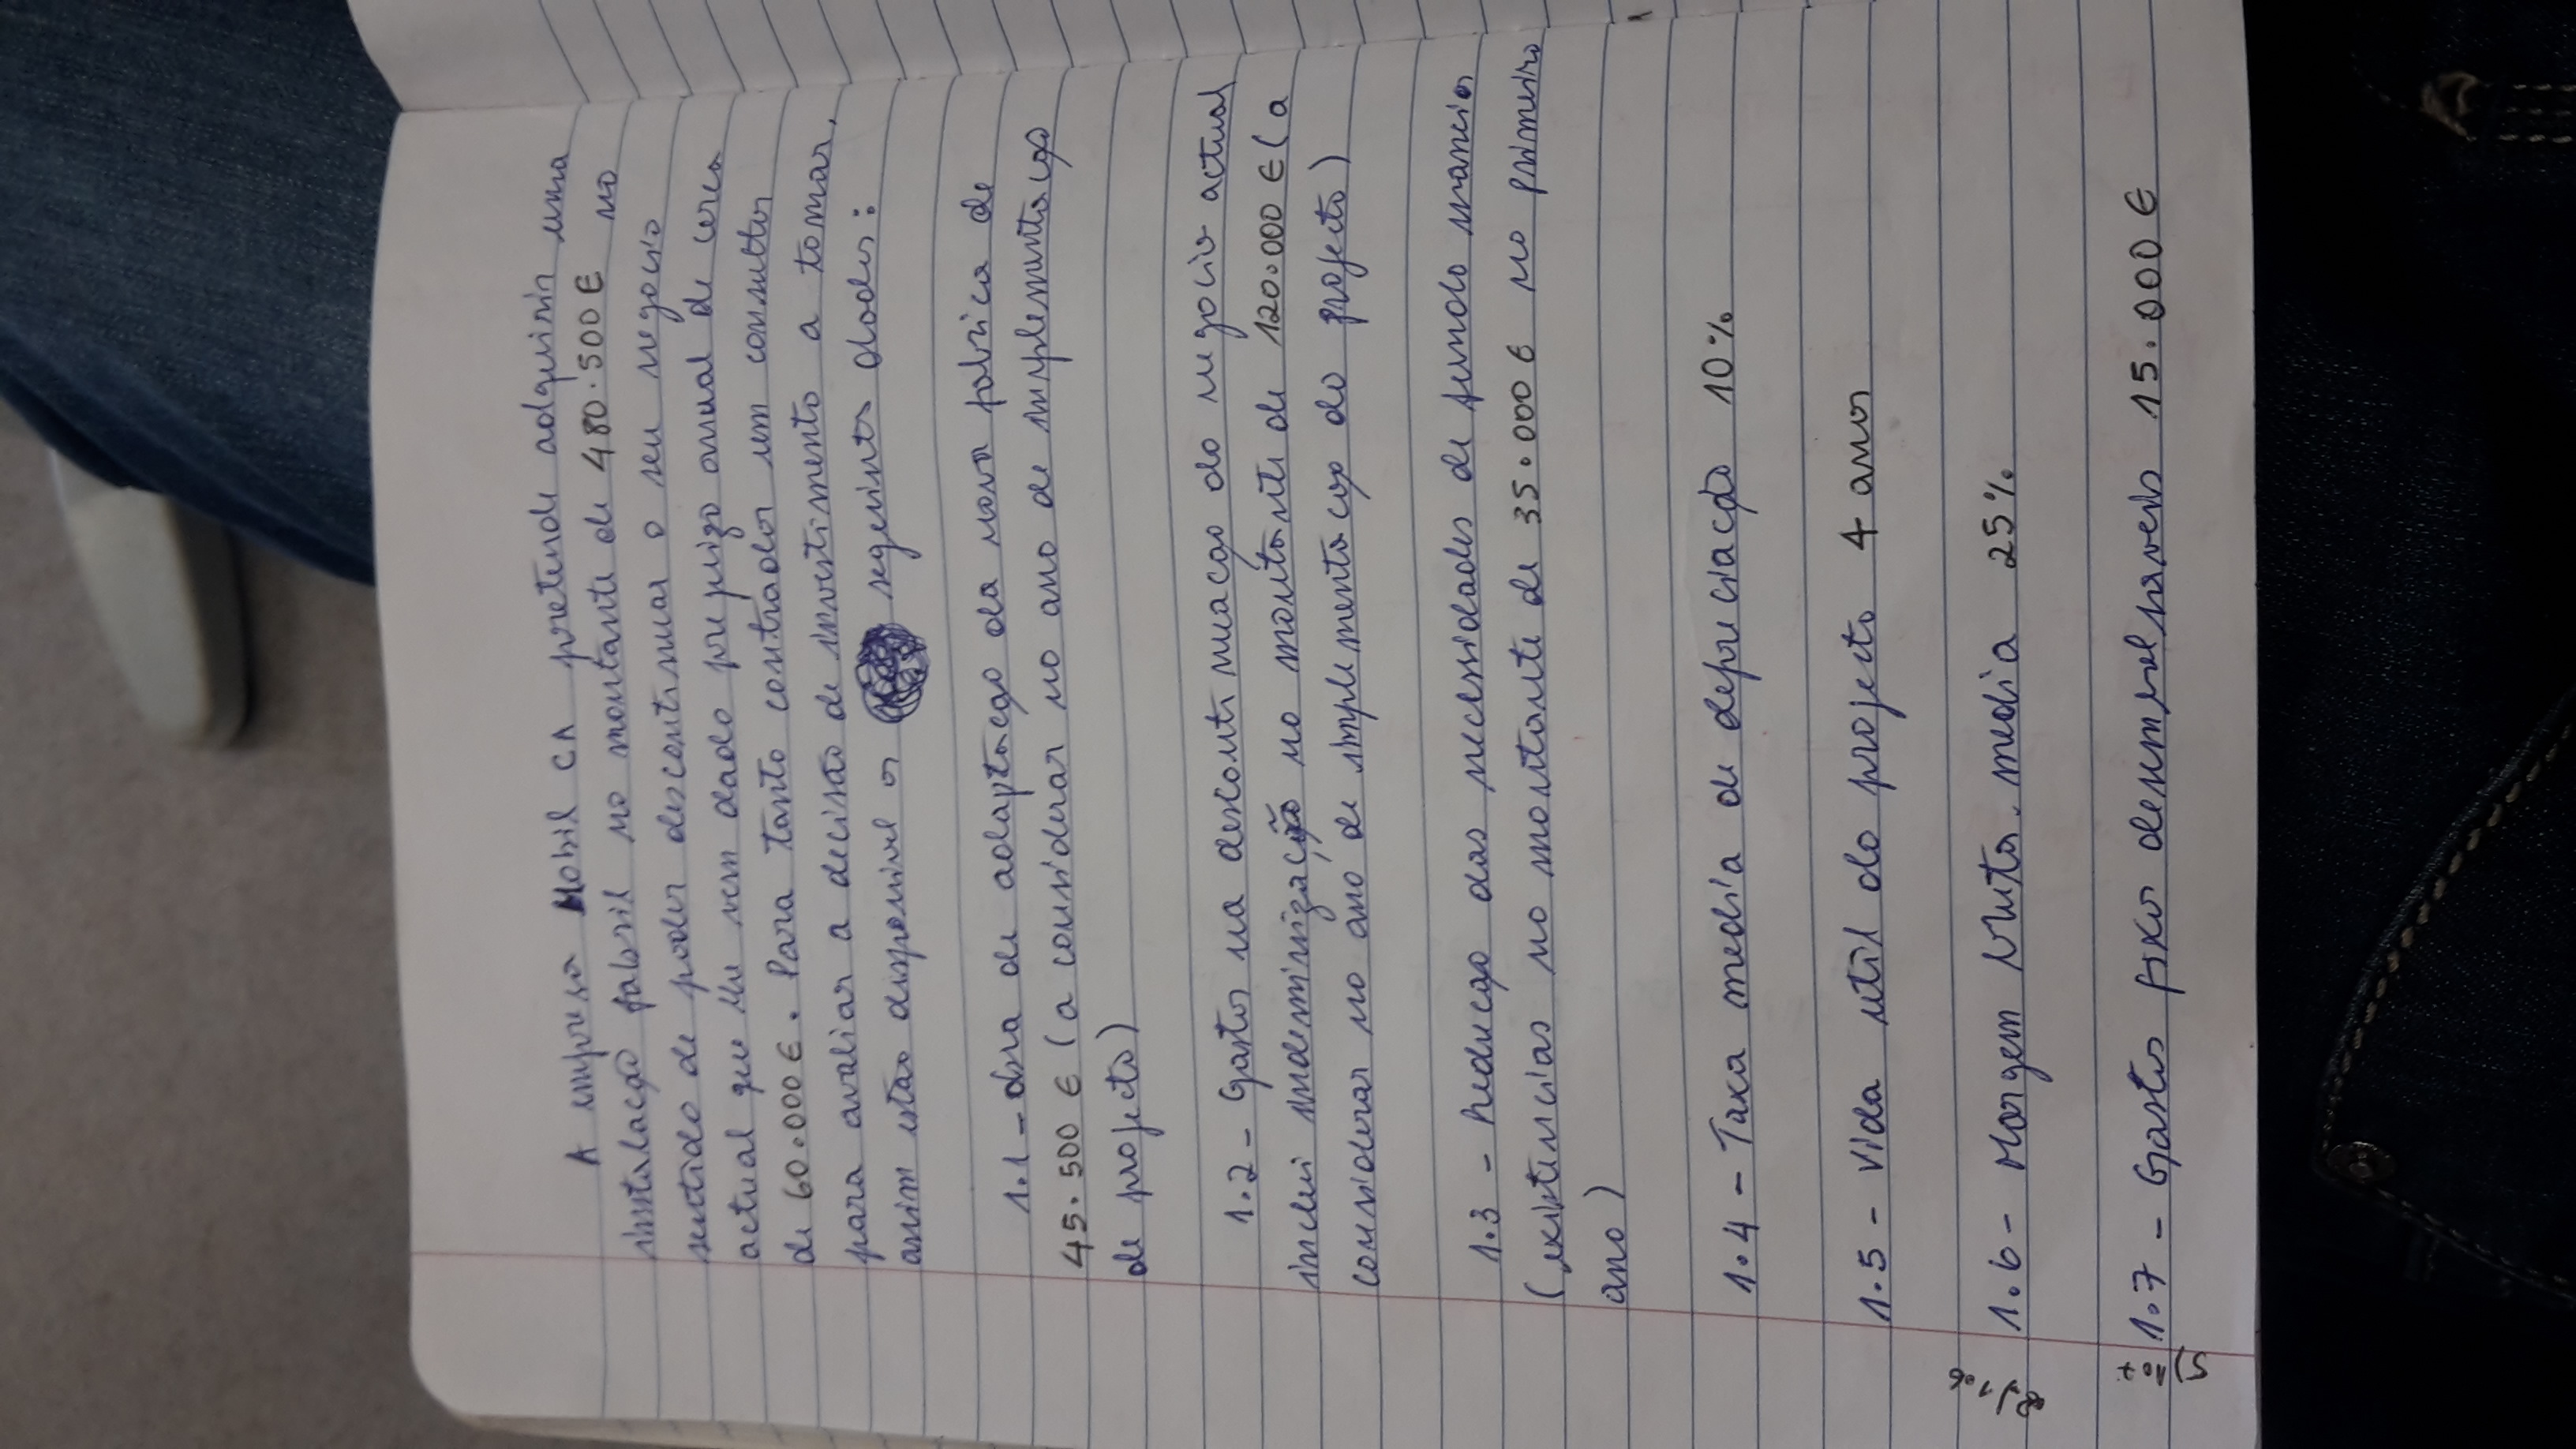 A empresa Mobil CA pretende adquirir uma
instalação fabril no montante de 480.500 € no
sentido de poder descontinuar o seu negocio
actual que lhe vem dado prejuizo anual de cerca
de 60.000 €. Para tanto contrador um consultor
para avaliar a decisão de investimento a tomar,
assim estão disponivel os seguintes dados:
1.1 - obra de adaptação da nova fabrica de
45.500 € (a considerar no ano de implementação
de projecto)
1.2 - Gastos na descontinuação do negocio actual
inclui indeminização no montante de 120.000 € (a
considerar no ano de implementação do projecto)
1.3 - Redução das necessidades de fundo maneio
(existencias no montante de 35.000 € no primeiro
ano)
1.4 - Taxa media de depreciação 10%
1.5 - Vida util do projecto 4 anos
1.6 - Margem bruta media 25%
1.7 - Gastos fixos 15.000 €
1.06
5) 1.07